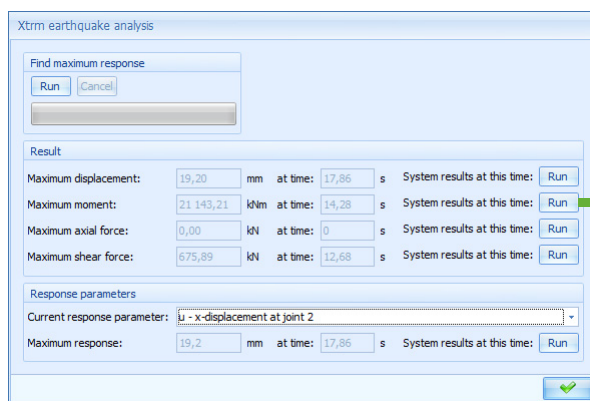 Xtrm earthquake analysis
Find maximum response
Run Cancel
Result
Maximum displacement: 19,20 mm at time: 17,86 s System results at this time: Run
Maximum moment: 21 143,21 kNm at time: 14,28 s System results at this time: Run
Maximum axial force: 0,00 kN at time: 0 s System results at this time: Run
Maximum shear force: 675,89 kN at time: 12,68 s System results at this time: Run
Response parameters
Current response parameter: u - x-displacement at joint 2
Maximum response: 19,2 mm at time: 17,86 s System results at this time: Run